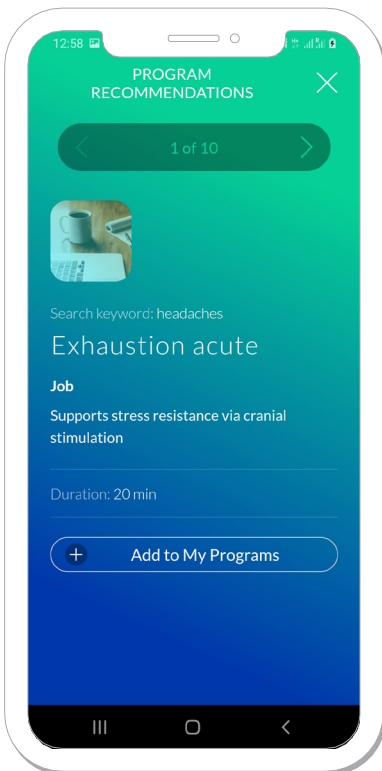 12:58
PROGRAM
RECOMMENDATIONS
1 of 10
Search keyword: headaches
Exhaustion acute
Job
Supports stress resistance via cranial
stimulation
Duration: 20 min
Add to My Programs